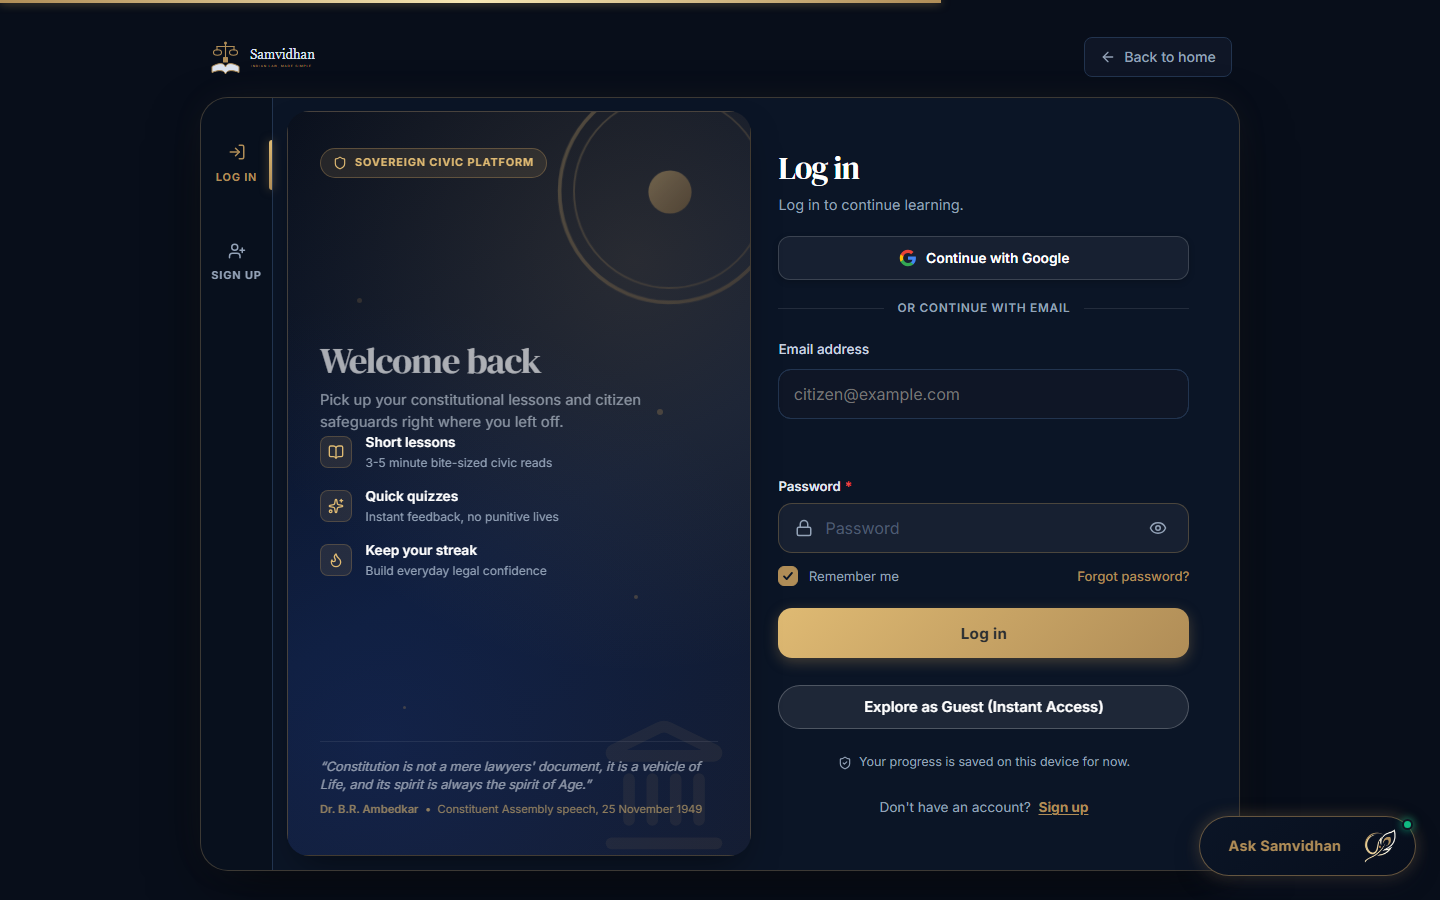 Samvidhan
INDIAN LAW, MADE SIMPLE
Back to home
LOG IN
SIGN UP
SOVEREIGN CIVIC PLATFORM
Welcome back
Pick up your constitutional lessons and citizen
safeguards right where you left off.
Short lessons
3-5 minute bite-sized civic reads
Quick quizzes
Instant feedback, no punitive lives
Keep your streak
Build everyday legal confidence
“Constitution is not a mere lawyers' document, it is a vehicle of
Life, and its spirit is always the spirit of Age.”
Dr. B.R. Ambedkar • Constituent Assembly speech, 25 November 1949
Log in
Log in to continue learning.
Continue with Google
OR CONTINUE WITH EMAIL
Email address
citizen@example.com
Password *
Password
Remember me
Forgot password?
Log in
Explore as Guest (Instant Access)
Your progress is saved on this device for now.
Don't have an account? Sign up
Ask Samvidhan